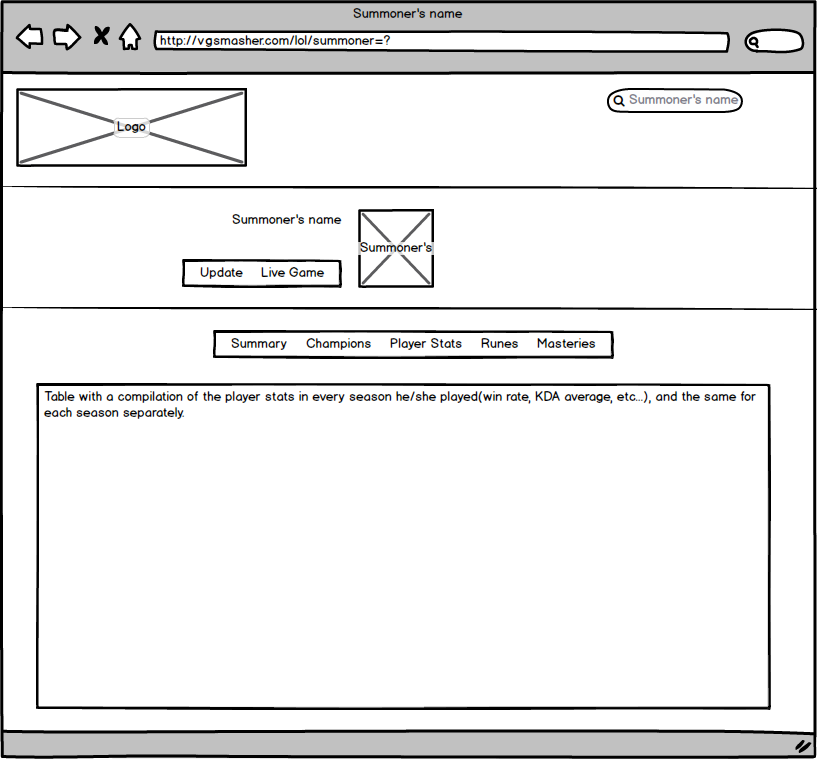 Summoner's name
http://vgsmasher.com/lol/summoner=?
Logo
Summoner's name
Summoner's name
Summoner's
Update Live Game
Summary Champions Player Stats Runes Masteries
Table with a compilation of the player stats in every season he/she played(win rate, KDA average, etc...), and the same for
each season separately.